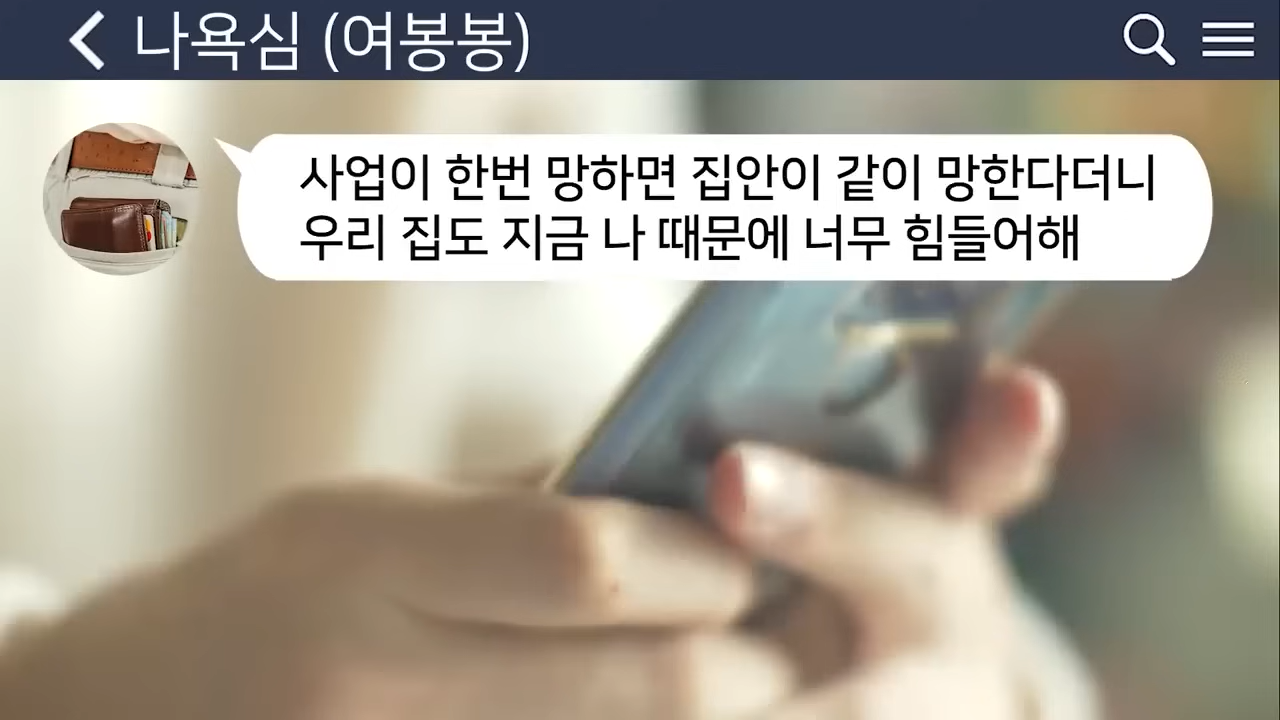 나욕심 (여봉봉)
사업이 한번 망하면 집안이 같이 망한다더니
우리 집도 지금 나 때문에 너무 힘들어해